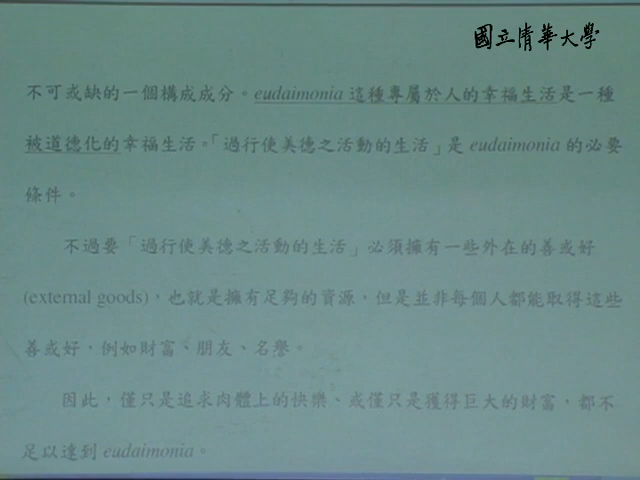 國立清華大學
不可或缺的一個構成成分。eudaimonia 這種專屬於人的幸福生活是一種
被道德化的幸福生活。「過行使美德之活動的生活」是 eudaimonia 的必要
條件。
不過要「過行使美德之活動的生活」必須擁有一些外在的善或好
(external goods)，也就是擁有足夠的資源，但是並非每個人都能取得這些
善或好，例如財富、朋友、名譽。
因此，僅只是追求肉體上的快樂、或僅只是獲得巨大的財富，都不
足以達到 eudaimonia。